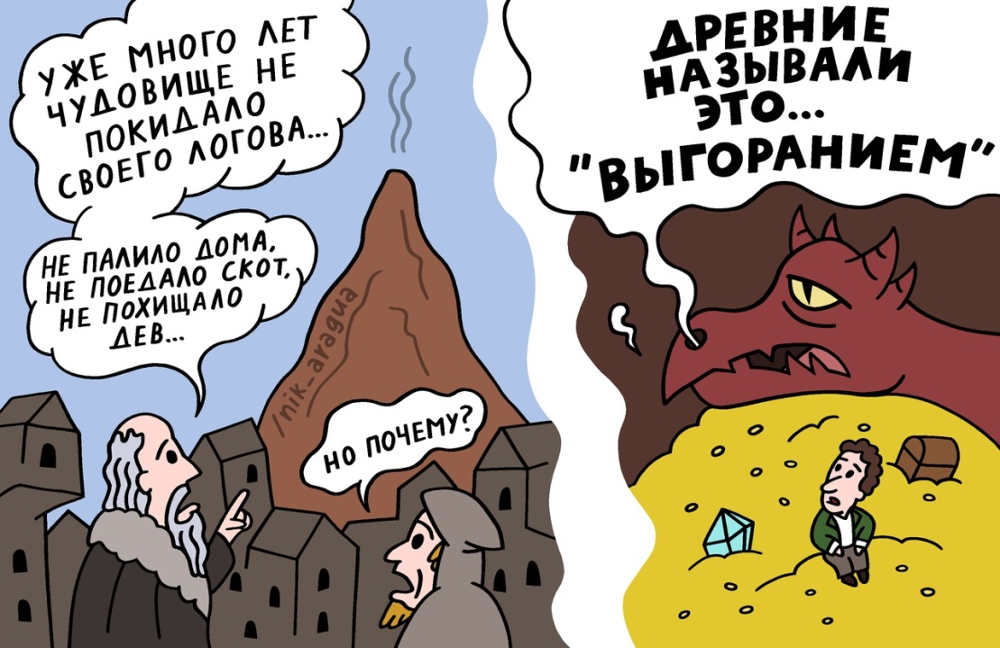 УЖЕ МНОГО ЛЕТ
ЧУДОВИЩЕ НЕ
ПОКИДАЛО
СВОЕГО ЛОГОВА...
НЕ ПАЛИЛО ДОМА,
НЕ ПОЕДАЛО СКОТ,
НЕ ПОХИЩАЛО
ДЕВ...
НО ПОЧЕМУ?
/nik_aragua
ДРЕВНИЕ
НАЗЫВАЛИ
ЭТО...
"ВЫГОРАНИЕМ"